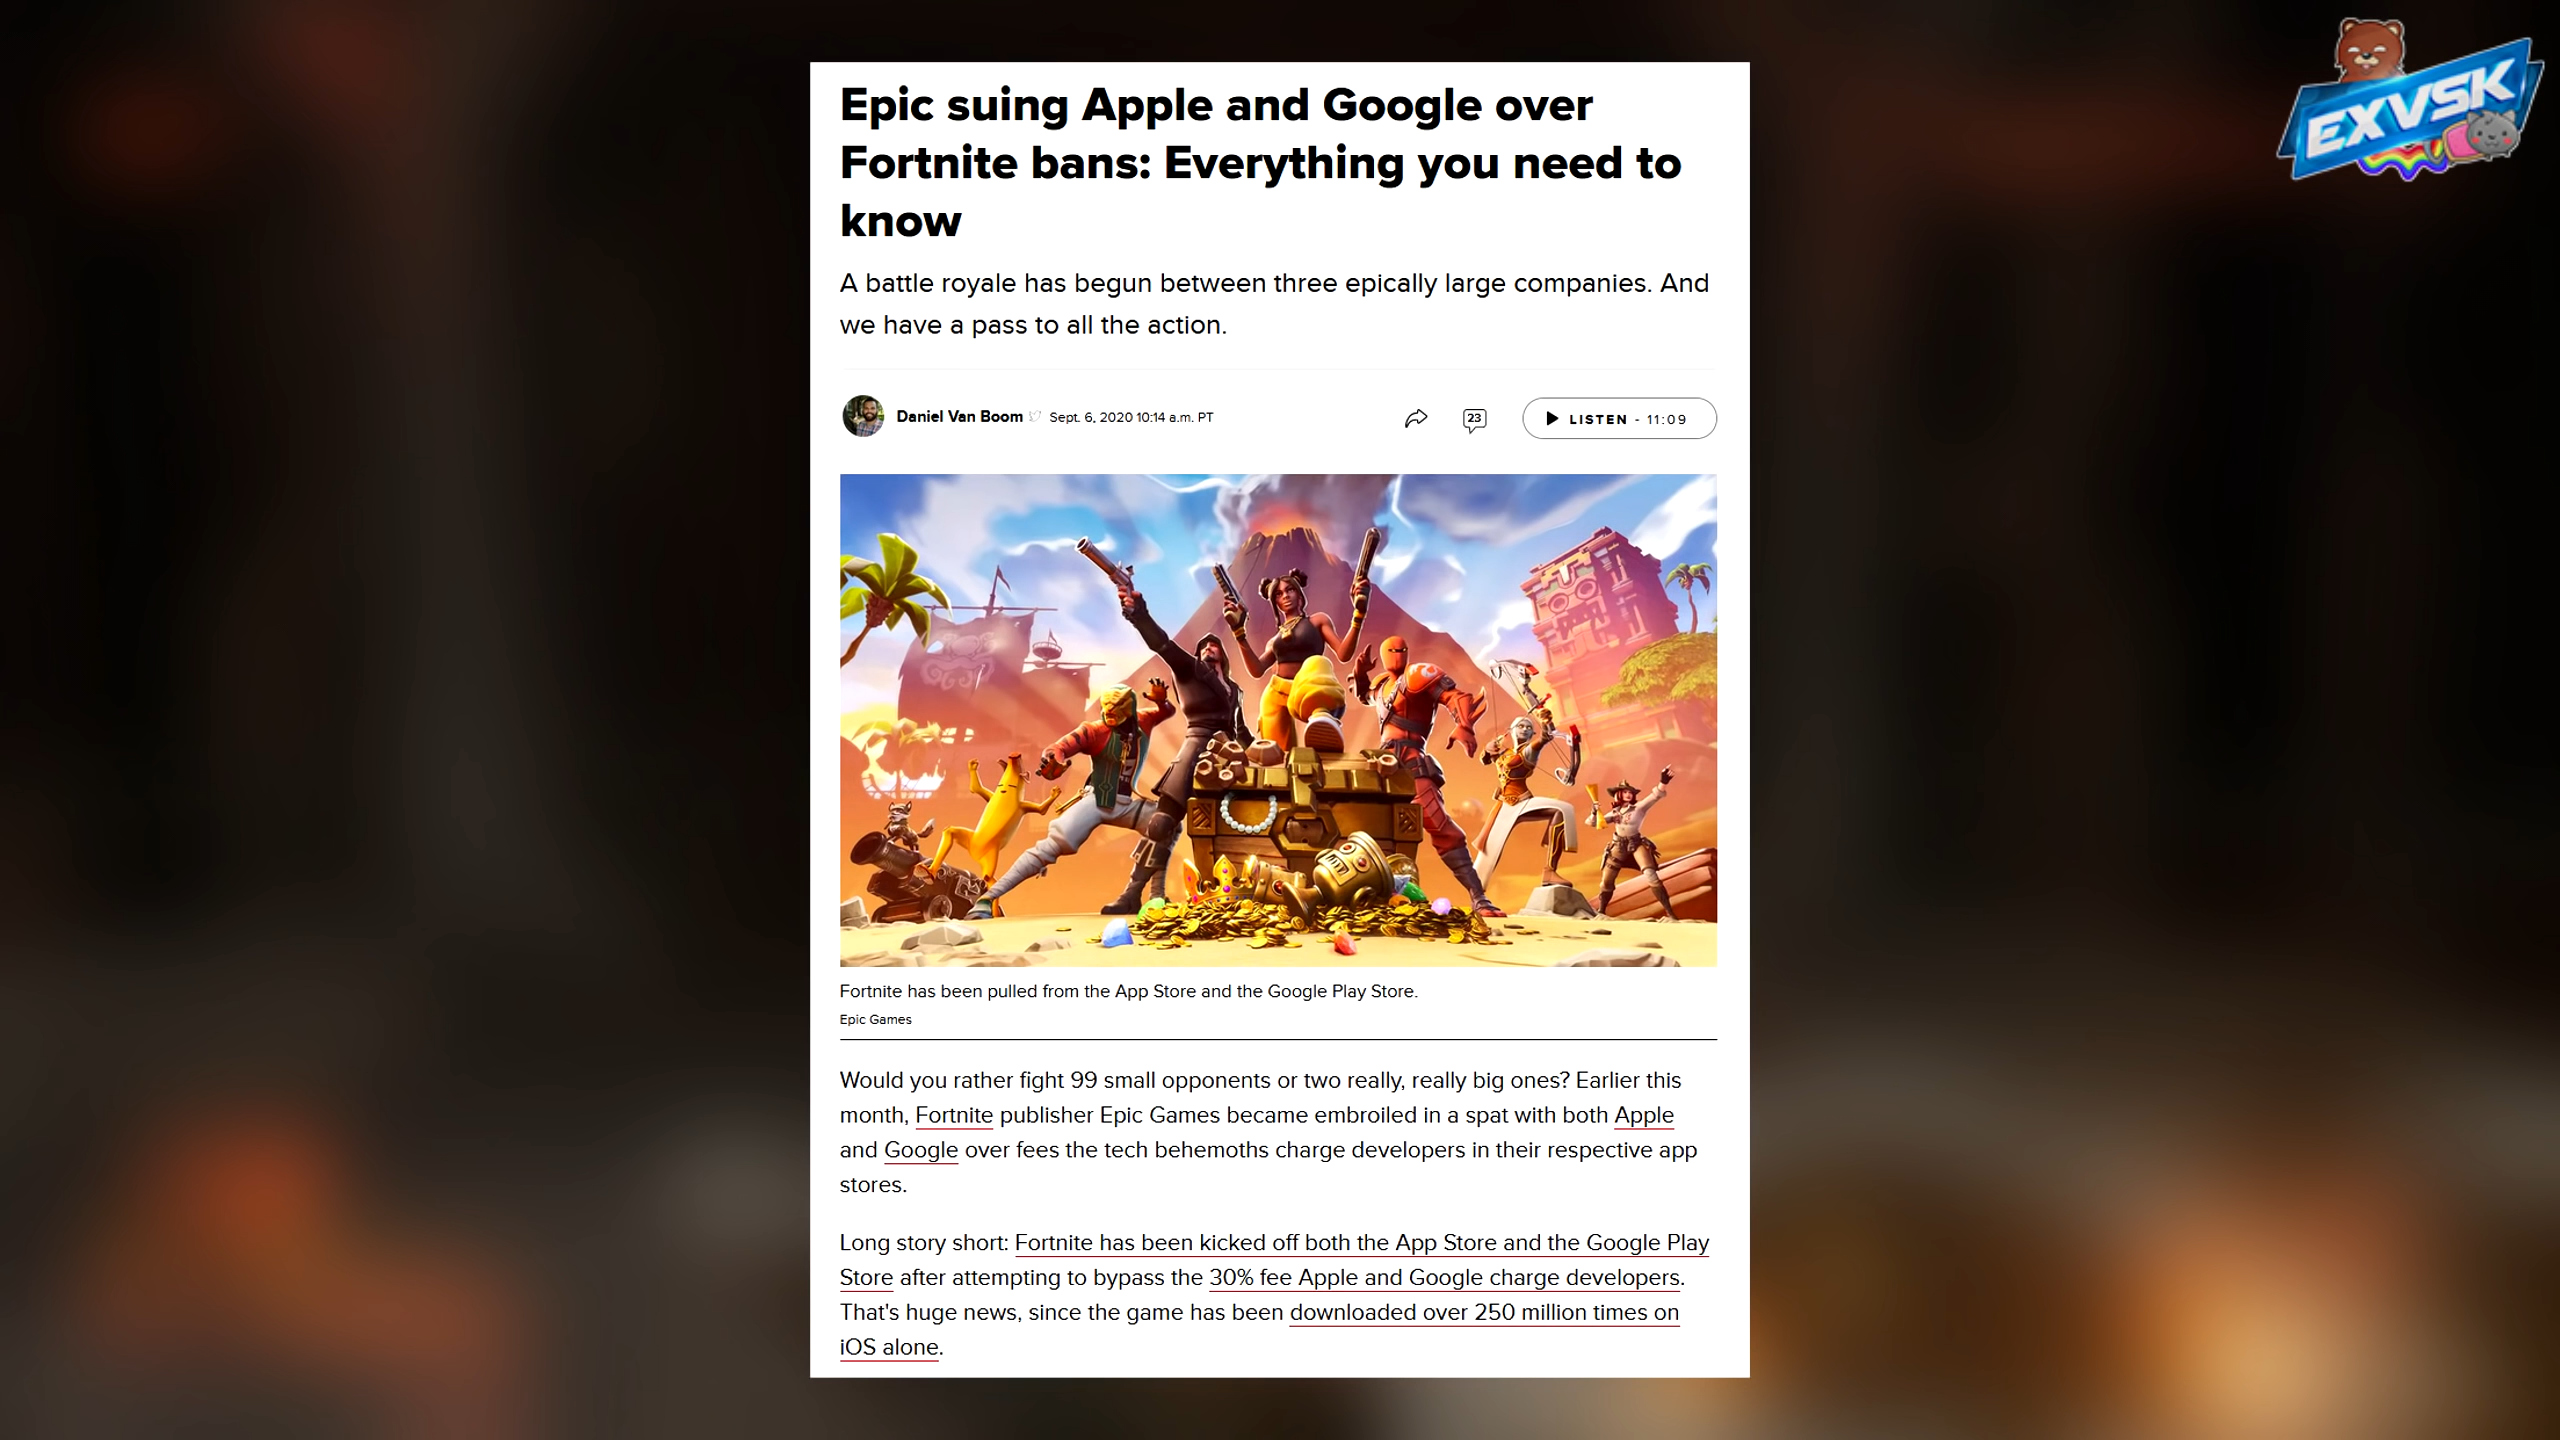 EXVSK
Epic suing Apple and Google over
Fortnite bans: Everything you need to
know
A battle royale has begun between three epically large companies. And
we have a pass to all the action.
Daniel Van Boom Sept. 6, 2020 10:14 a.m. PT
23
LISTEN - 11:09
Fortnite has been pulled from the App Store and the Google Play Store.
Epic Games
Would you rather fight 99 small opponents or two really, really big ones? Earlier this
month, Fortnite publisher Epic Games became embroiled in a spat with both Apple
and Google over fees the tech behemoths charge developers in their respective app
stores.
Long story short: Fortnite has been kicked off both the App Store and the Google Play
Store after attempting to bypass the 30% fee Apple and Google charge developers.
That's huge news, since the game has been downloaded over 250 million times on
iOS alone.